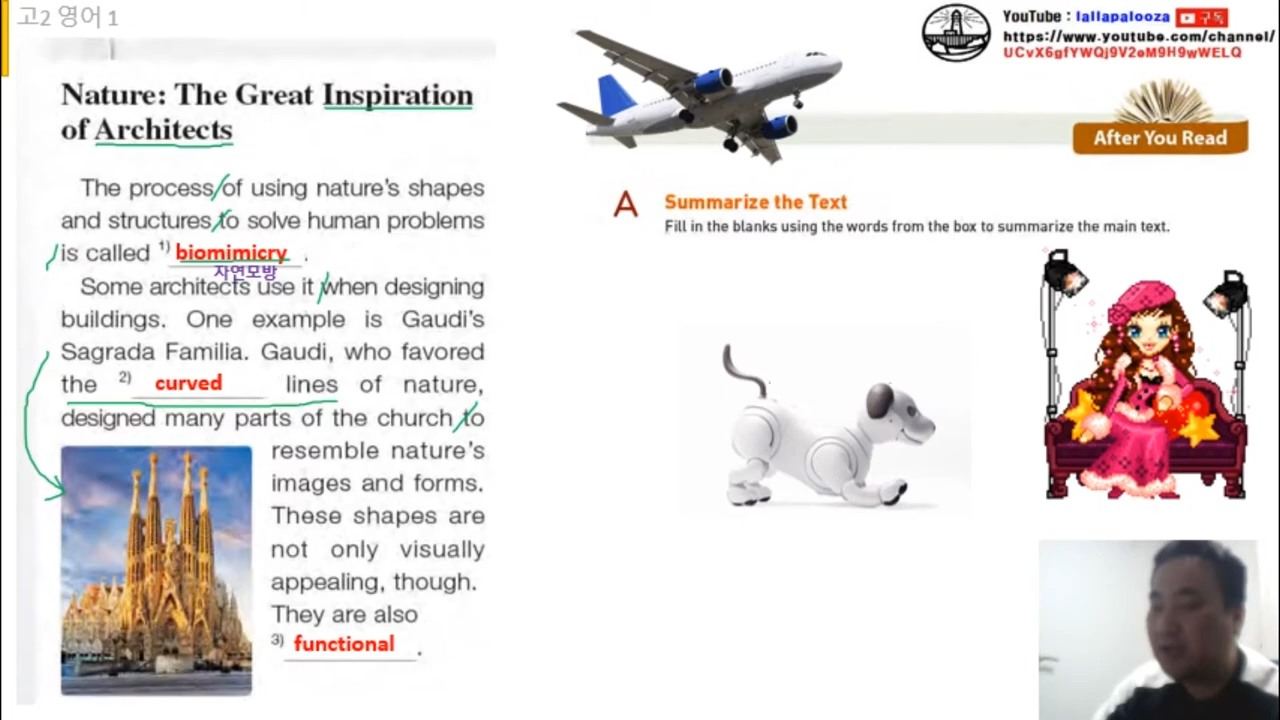 고2 영어 1
Nature: The Great Inspiration
of Architects
The process of using nature's shapes
and structures to solve human problems
is called 1) biomimicry .
자연모방
Some architects use it when designing
buildings. One example is Gaudi's
Sagrada Familia. Gaudi, who favored
the 2) curved lines of nature,
designed many parts of the church to
resemble nature's
images and forms.
These shapes are
not only visually
appealing, though.
They are also
3) functional .
YouTube : lallapalooza 구독
https://www.youtube.com/channel/
UCvX6gfYWQj9V2eM9H9wWELQ
After You Read
A Summarize the Text
Fill in the blanks using the words from the box to summarize the main text.